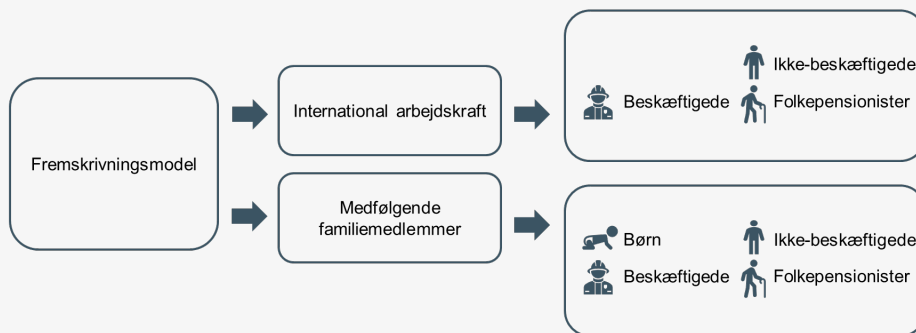 Fremskrivningsmodel
International arbejdskraft
Ikke-beskæftigede
Beskæftigede
Folkepensionister
Medfølgende
familiemedlemmer
Børn
Ikke-beskæftigede
Beskæftigede
Folkepensionister